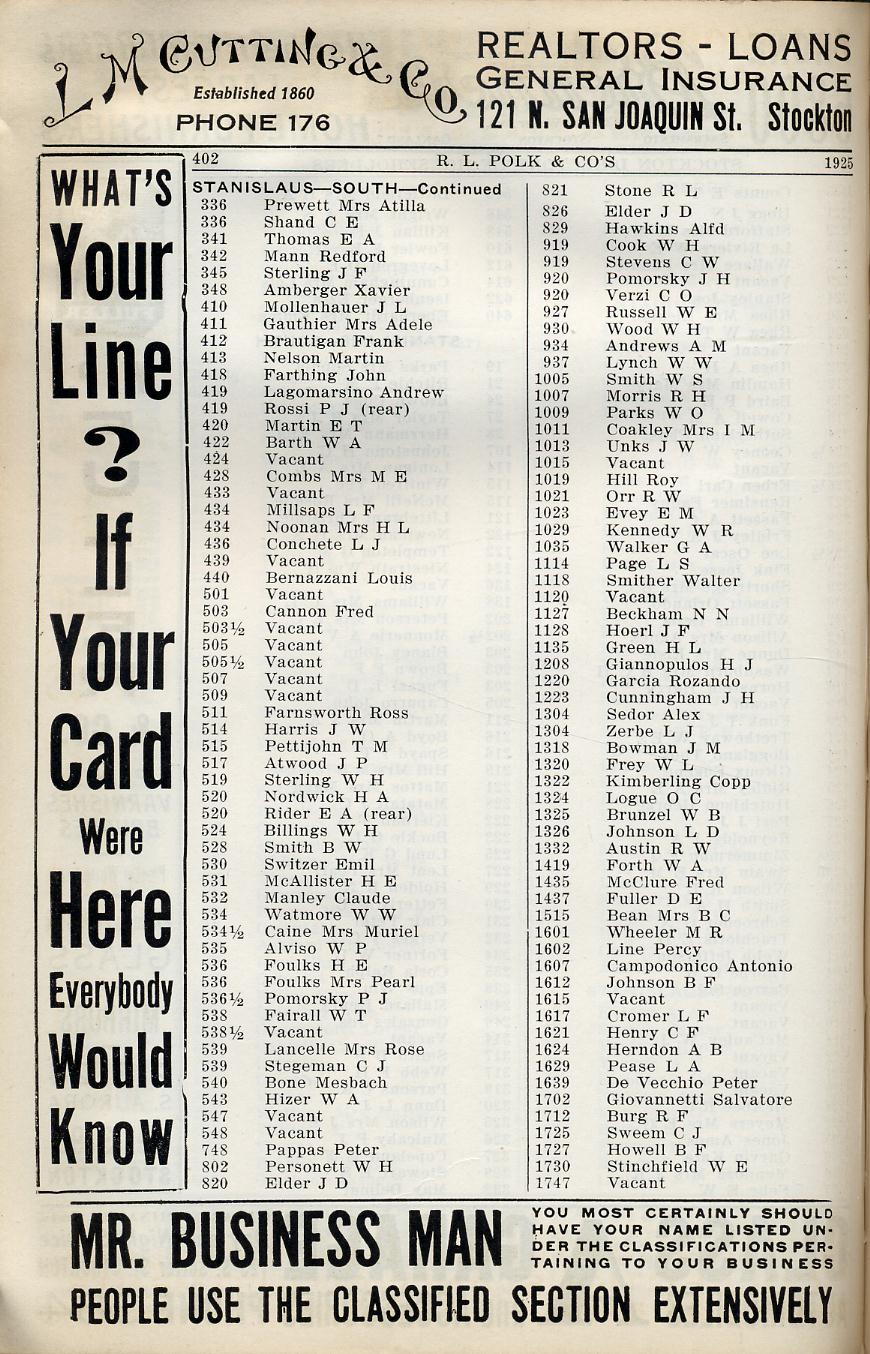 L M CUTTING & CO.
Established 1860
PHONE 176
REALTORS - LOANS
GENERAL INSURANCE
121 N. SAN JOAQUIN St. Stockton
WHAT'S
Your
Line
?
If
Your
Card
Were
Here
Everybody
Would
Know
402 R. L. POLK & CO'S 1925
STANISLAUS—SOUTH—Continued
336 Prewett Mrs Atilla
336 Shand C E
341 Thomas E A
342 Mann Redford
345 Sterling J F
348 Amberger Xavier
410 Mollenhauer J L
411 Gauthier Mrs Adele
412 Brautigan Frank
413 Nelson Martin
418 Farthing John
419 Lagomarsino Andrew
419 Rossi P J (rear)
420 Martin E T
422 Barth W A
424 Vacant
428 Combs Mrs M E
433 Vacant
434 Millsaps L F
434 Noonan Mrs H L
436 Conchete L J
439 Vacant
440 Bernazzani Louis
501 Vacant
503 Cannon Fred
503½ Vacant
505 Vacant
505½ Vacant
507 Vacant
509 Vacant
511 Farnsworth Ross
514 Harris J W
515 Pettijohn T M
517 Atwood J P
519 Sterling W H
520 Nordwick H A
520 Rider E A (rear)
524 Billings W H
528 Smith B W
530 Switzer Emil
531 McAllister H E
532 Manley Claude
534 Watmore W W
534½ Caine Mrs Muriel
535 Alviso W P
536 Foulks H E
536 Foulks Mrs Pearl
536½ Pomorsky P J
538 Fairall W T
538½ Vacant
539 Lancelle Mrs Rose
539 Stegeman C J
540 Bone Mesbach
543 Hizer W A
547 Vacant
548 Vacant
748 Pappas Peter
802 Personett W H
820 Elder J D
821 Stone R L
826 Elder J D
829 Hawkins Alfd
919 Cook W H
919 Stevens C W
920 Pomorsky J H
920 Verzi C O
927 Russell W E
930 Wood W H
934 Andrews A M
937 Lynch W W
1005 Smith W S
1007 Morris R H
1009 Parks W O
1011 Coakley Mrs I M
1013 Unks J W
1015 Vacant
1019 Hill Roy
1021 Orr R W
1023 Evey E M
1029 Kennedy W R
1035 Walker G A
1114 Page L S
1118 Smither Walter
1120 Vacant
1127 Beckham N N
1128 Hoerl J F
1135 Green H L
1208 Giannopulos H J
1220 Garcia Rozando
1223 Cunningham J H
1304 Sedor Alex
1304 Zerbe L J
1318 Bowman J M
1320 Frey W L
1322 Kimberling Copp
1324 Logue O C
1325 Brunzel W B
1326 Johnson L D
1332 Austin R W
1419 Forth W A
1435 McClure Fred
1437 Fuller D E
1515 Bean Mrs B C
1601 Wheeler M R
1602 Line Percy
1607 Campodonico Antonio
1612 Johnson B F
1615 Vacant
1617 Cromer L F
1621 Henry C F
1624 Herndon A B
1629 Pease L A
1639 De Vecchio Peter
1702 Giovannetti Salvatore
1712 Burg R F
1725 Sweem C J
1727 Howell B F
1730 Stinchfield W E
1747 Vacant
MR. BUSINESS MAN
YOU MOST CERTAINLY SHOULD
HAVE YOUR NAME LISTED UN-
DER THE CLASSIFICATIONS PER-
TAINING TO YOUR BUSINESS
PEOPLE USE THE CLASSIFIED SECTION EXTENSIVELY